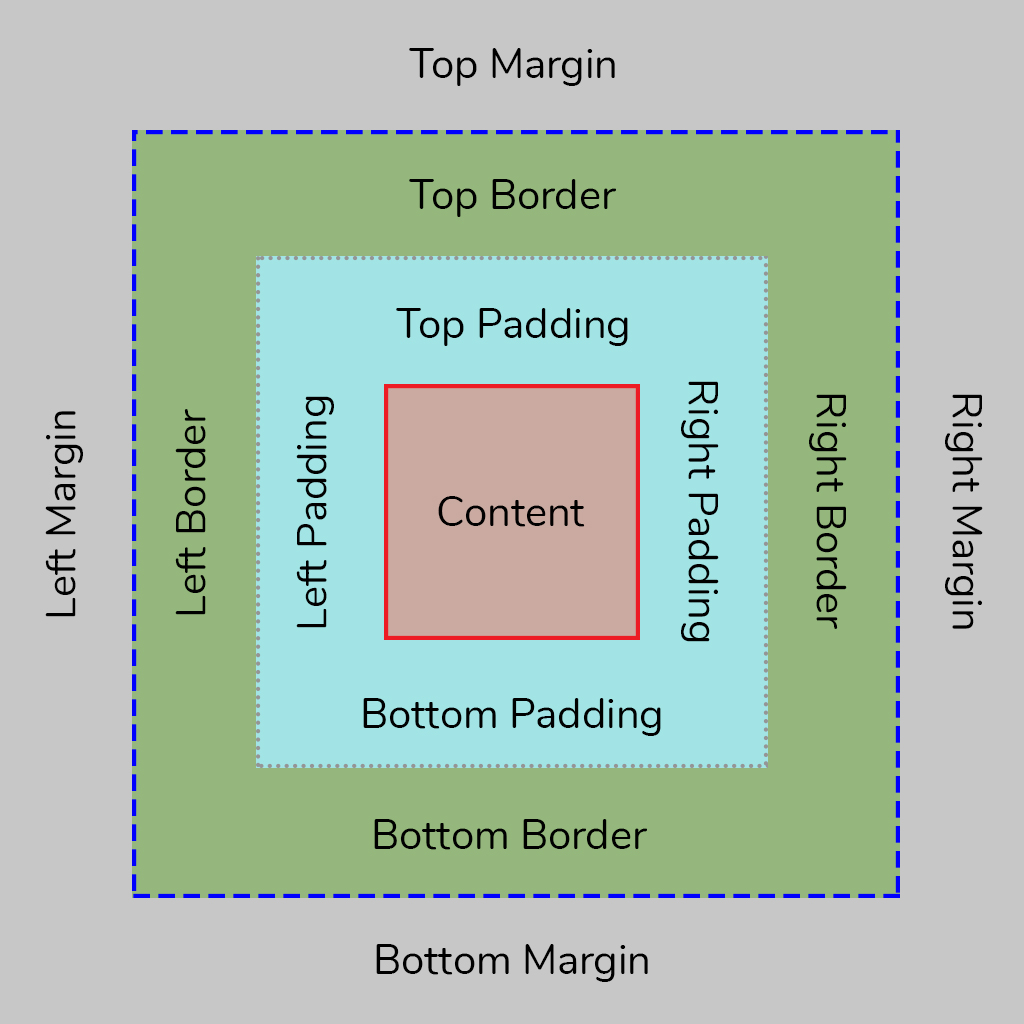 Top Margin
Top Border
Top Padding
Left Margin
Left Border
Left Padding
Content
Right Padding
Right Border
Right Margin
Bottom Padding
Bottom Border
Bottom Margin